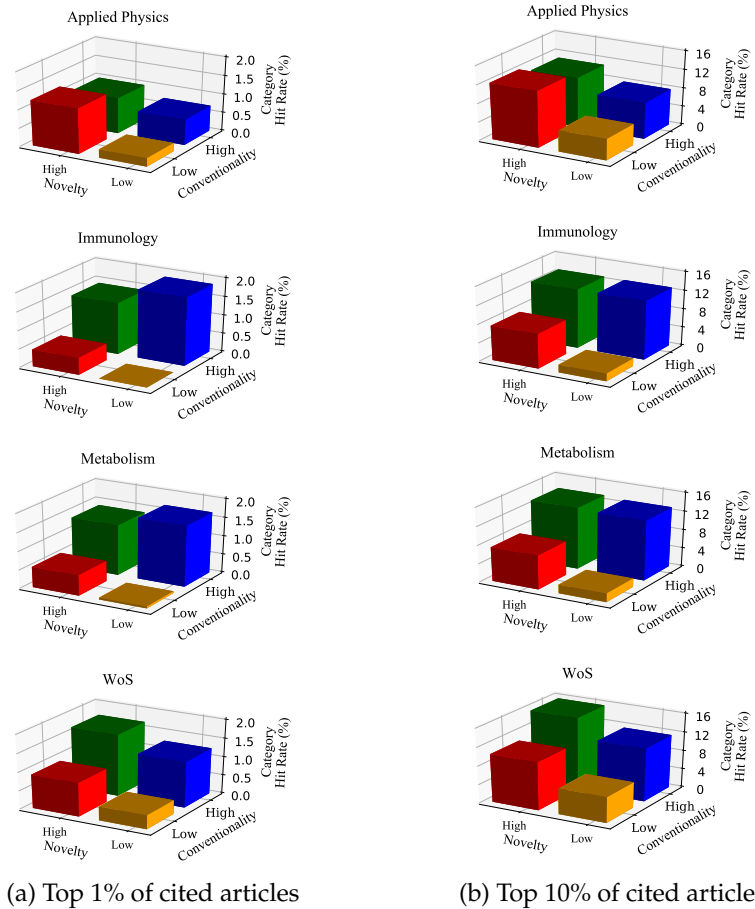 Applied Physics
2.0
1.5
1.0
0.5
0.0
Category
Hit Rate (%)
High
Low
Novelty
High
Low
Conventionality
Applied Physics
16
12
8
4
0
Category
Hit Rate (%)
High
Low
Novelty
High
Low
Conventionality
Immunology
2.0
1.5
1.0
0.5
0.0
Category
Hit Rate (%)
High
Low
Novelty
High
Low
Conventionality
Immunology
16
12
8
4
0
Category
Hit Rate (%)
High
Low
Novelty
High
Low
Conventionality
Metabolism
2.0
1.5
1.0
0.5
0.0
Category
Hit Rate (%)
High
Low
Novelty
High
Low
Conventionality
Metabolism
16
12
8
4
0
Category
Hit Rate (%)
High
Low
Novelty
High
Low
Conventionality
WoS
2.0
1.5
1.0
0.5
0.0
Category
Hit Rate (%)
High
Low
Novelty
High
Low
Conventionality
WoS
16
12
8
4
0
Category
Hit Rate (%)
High
Low
Novelty
High
Low
Conventionality
(a) Top 1% of cited articles
(b) Top 10% of cited article